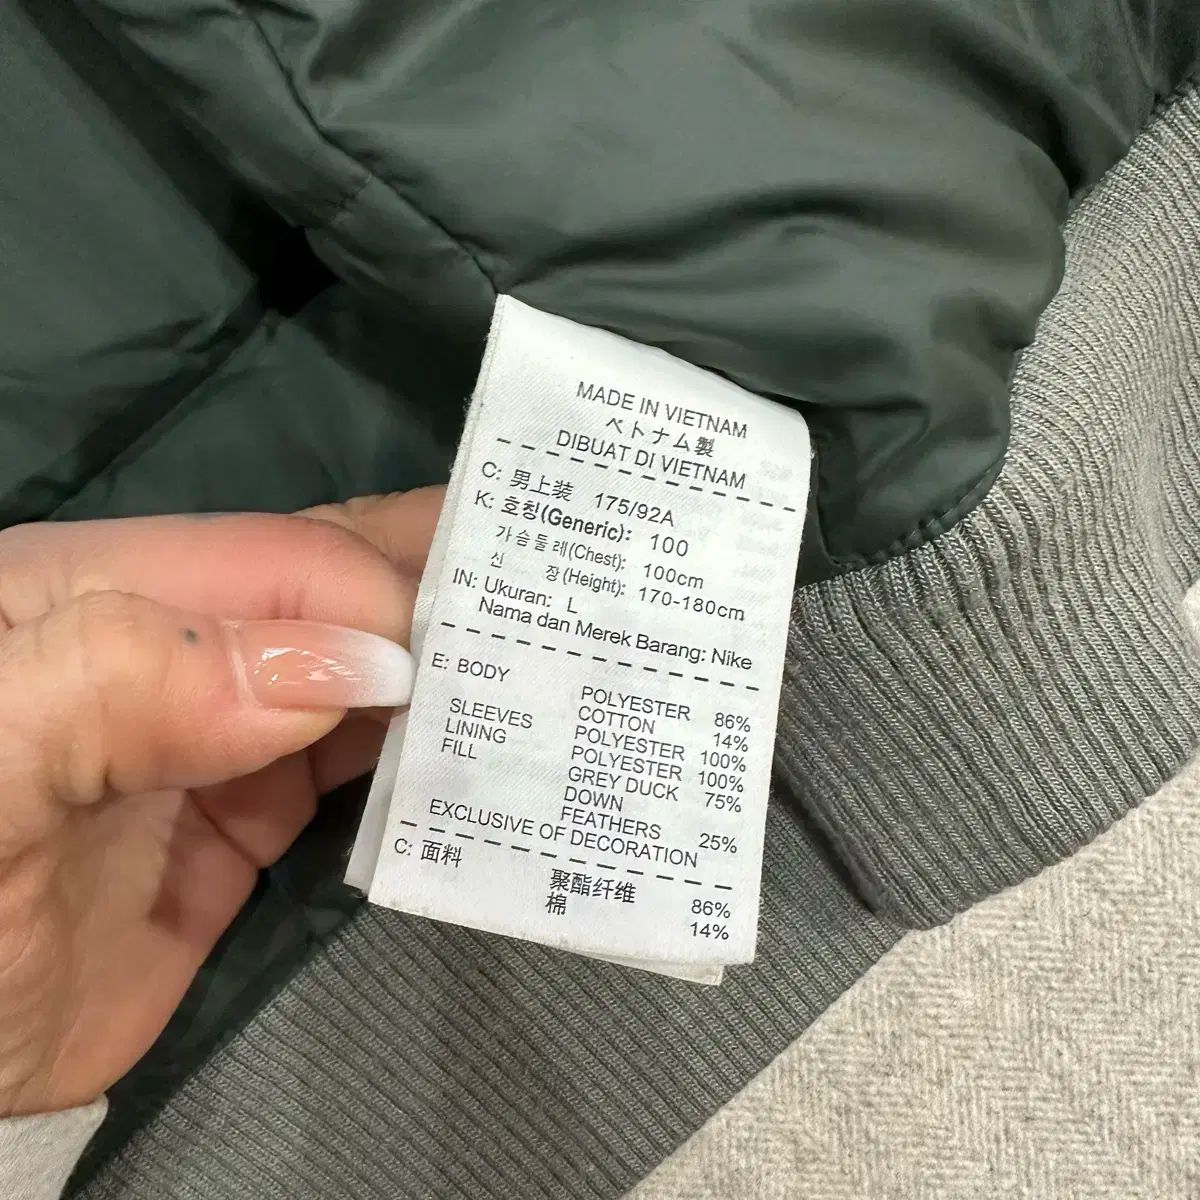 MADE IN VIETNAM
ベトナム製
DIBUAT DI VIETNAM
C: 男上装 175/92A
K: 호칭(Generic): 100
가슴둘레(Chest): 100cm
신 장(Height): 170-180cm
IN: Ukuran: L
Nama dan Merek Barang: Nike
E: BODY
POLYESTER 86%
COTTON 14%
SLEEVES POLYESTER 100%
LINING POLYESTER 100%
FILL GREY DUCK 75%
DOWN
FEATHERS 25%
EXCLUSIVE OF DECORATION
C: 面料
聚酯纤维 86%
棉 14%